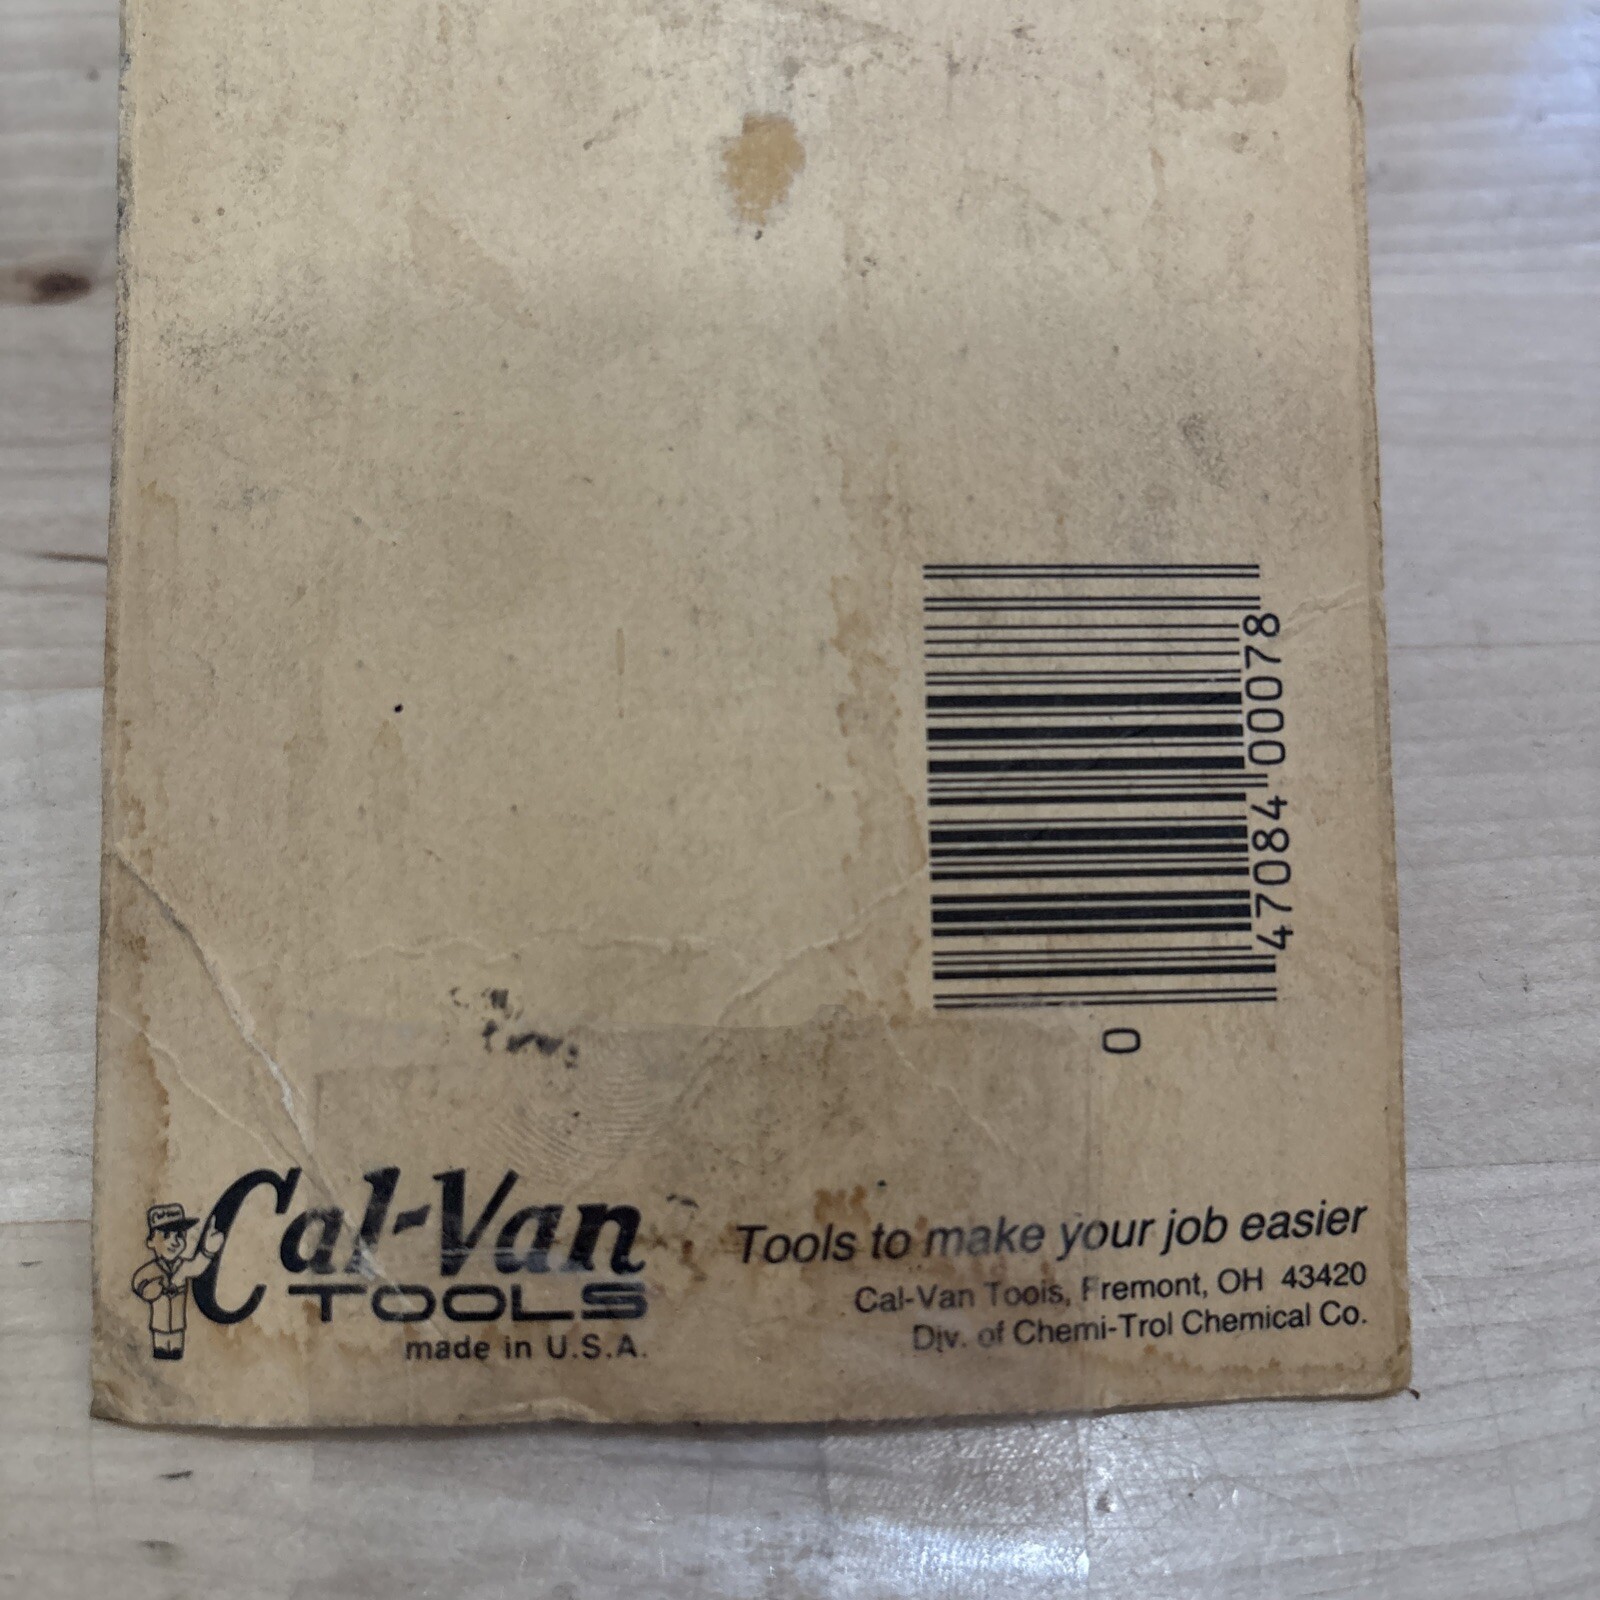 0 47084 00078
Cal-Van
TOOLS
made in U.S.A.
Tools to make your job easier
Cal-Van Tools, Fremont, OH 43420
Div. of Chemi-Trol Chemical Co.